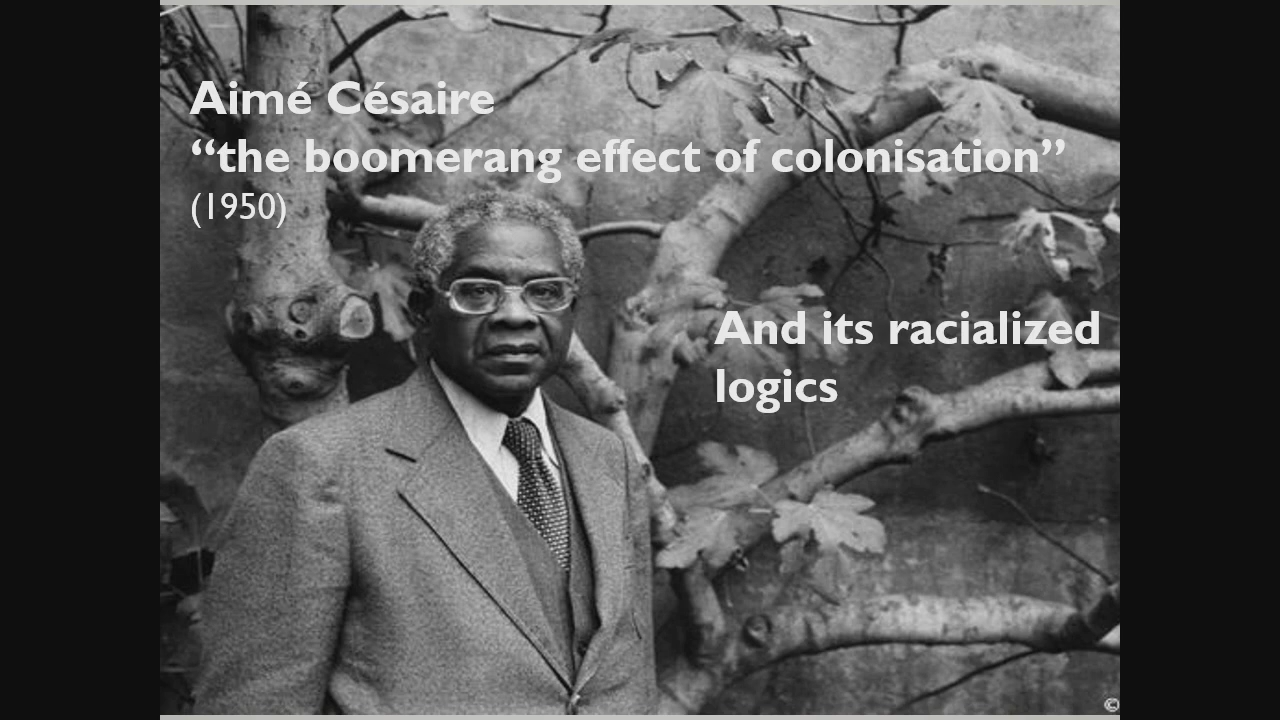 Aimé Césaire
“the boomerang effect of colonisation”
(1950)
And its racialized
logics
©